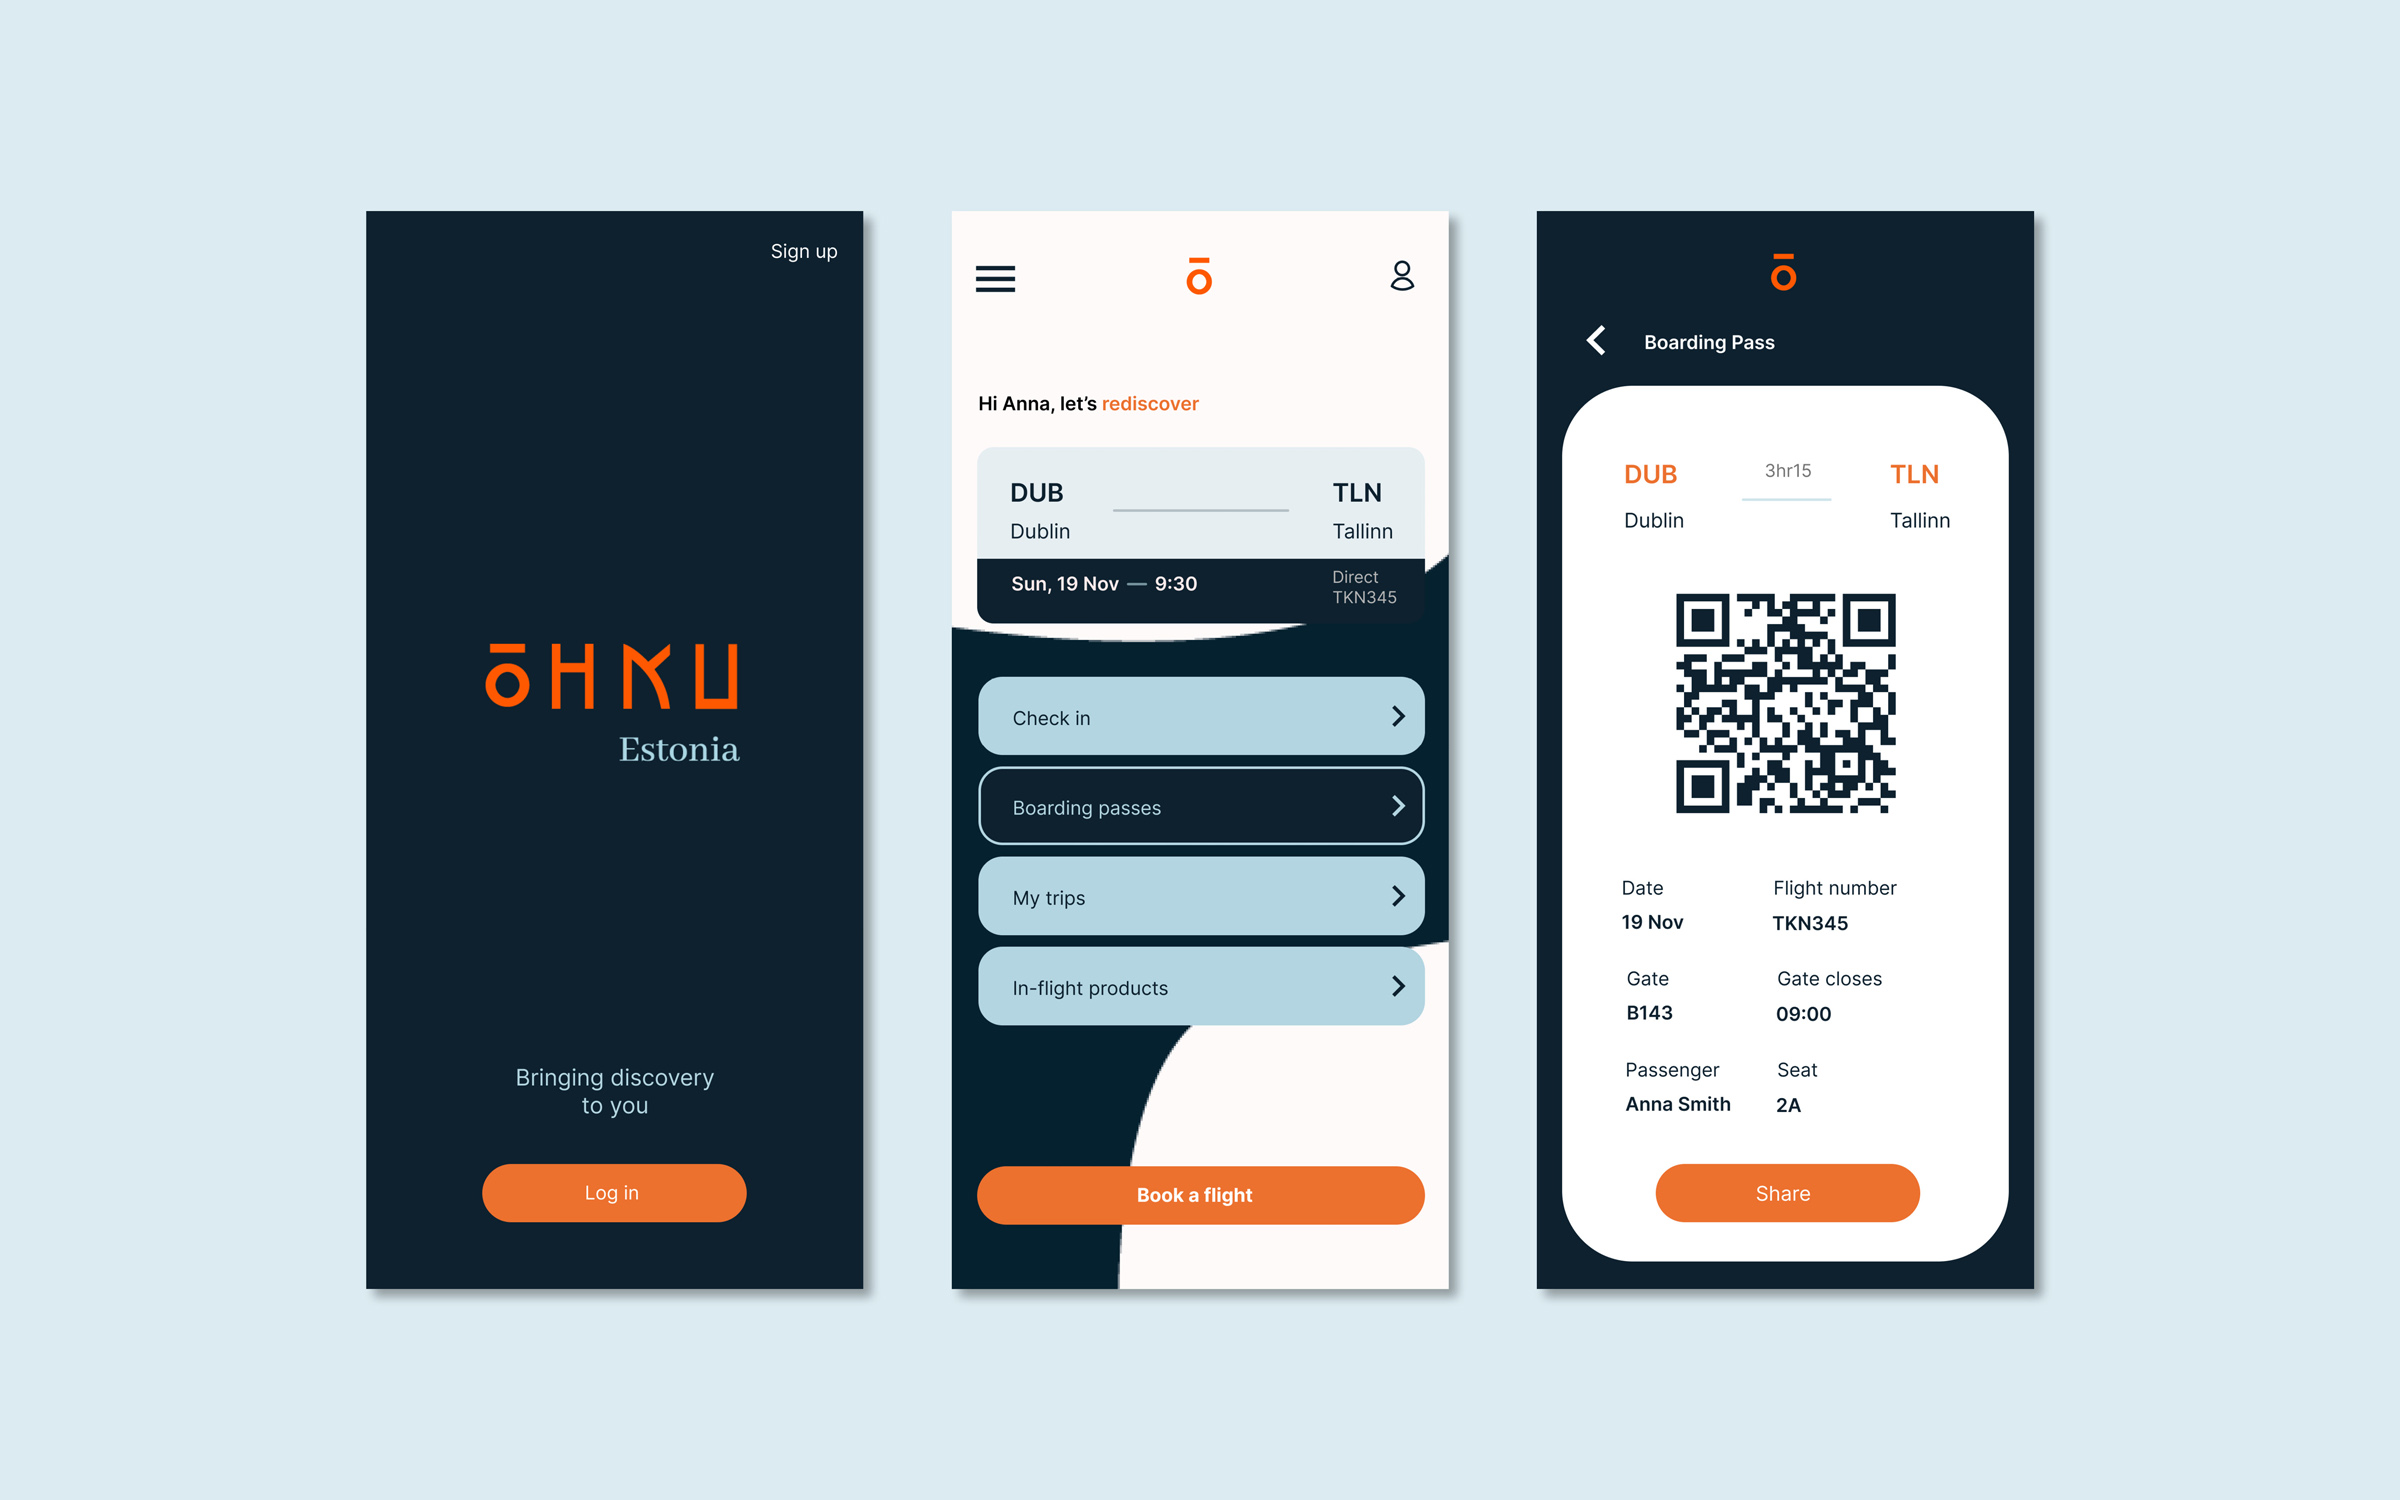 Sign up
ōHKU
Estonia
Bringing discovery
to you
Log in
ō
Hi Anna, let's rediscover
DUB
TLN
Dublin
Tallinn
Sun, 19 Nov — 9:30
Direct
TKN345
Check in
Boarding passes
My trips
In-flight products
Book a flight
ō
Boarding Pass
DUB
3hr15
TLN
Dublin
Tallinn
Date
Flight number
19 Nov
TKN345
Gate
Gate closes
B143
09:00
Passenger
Seat
Anna Smith
2A
Share